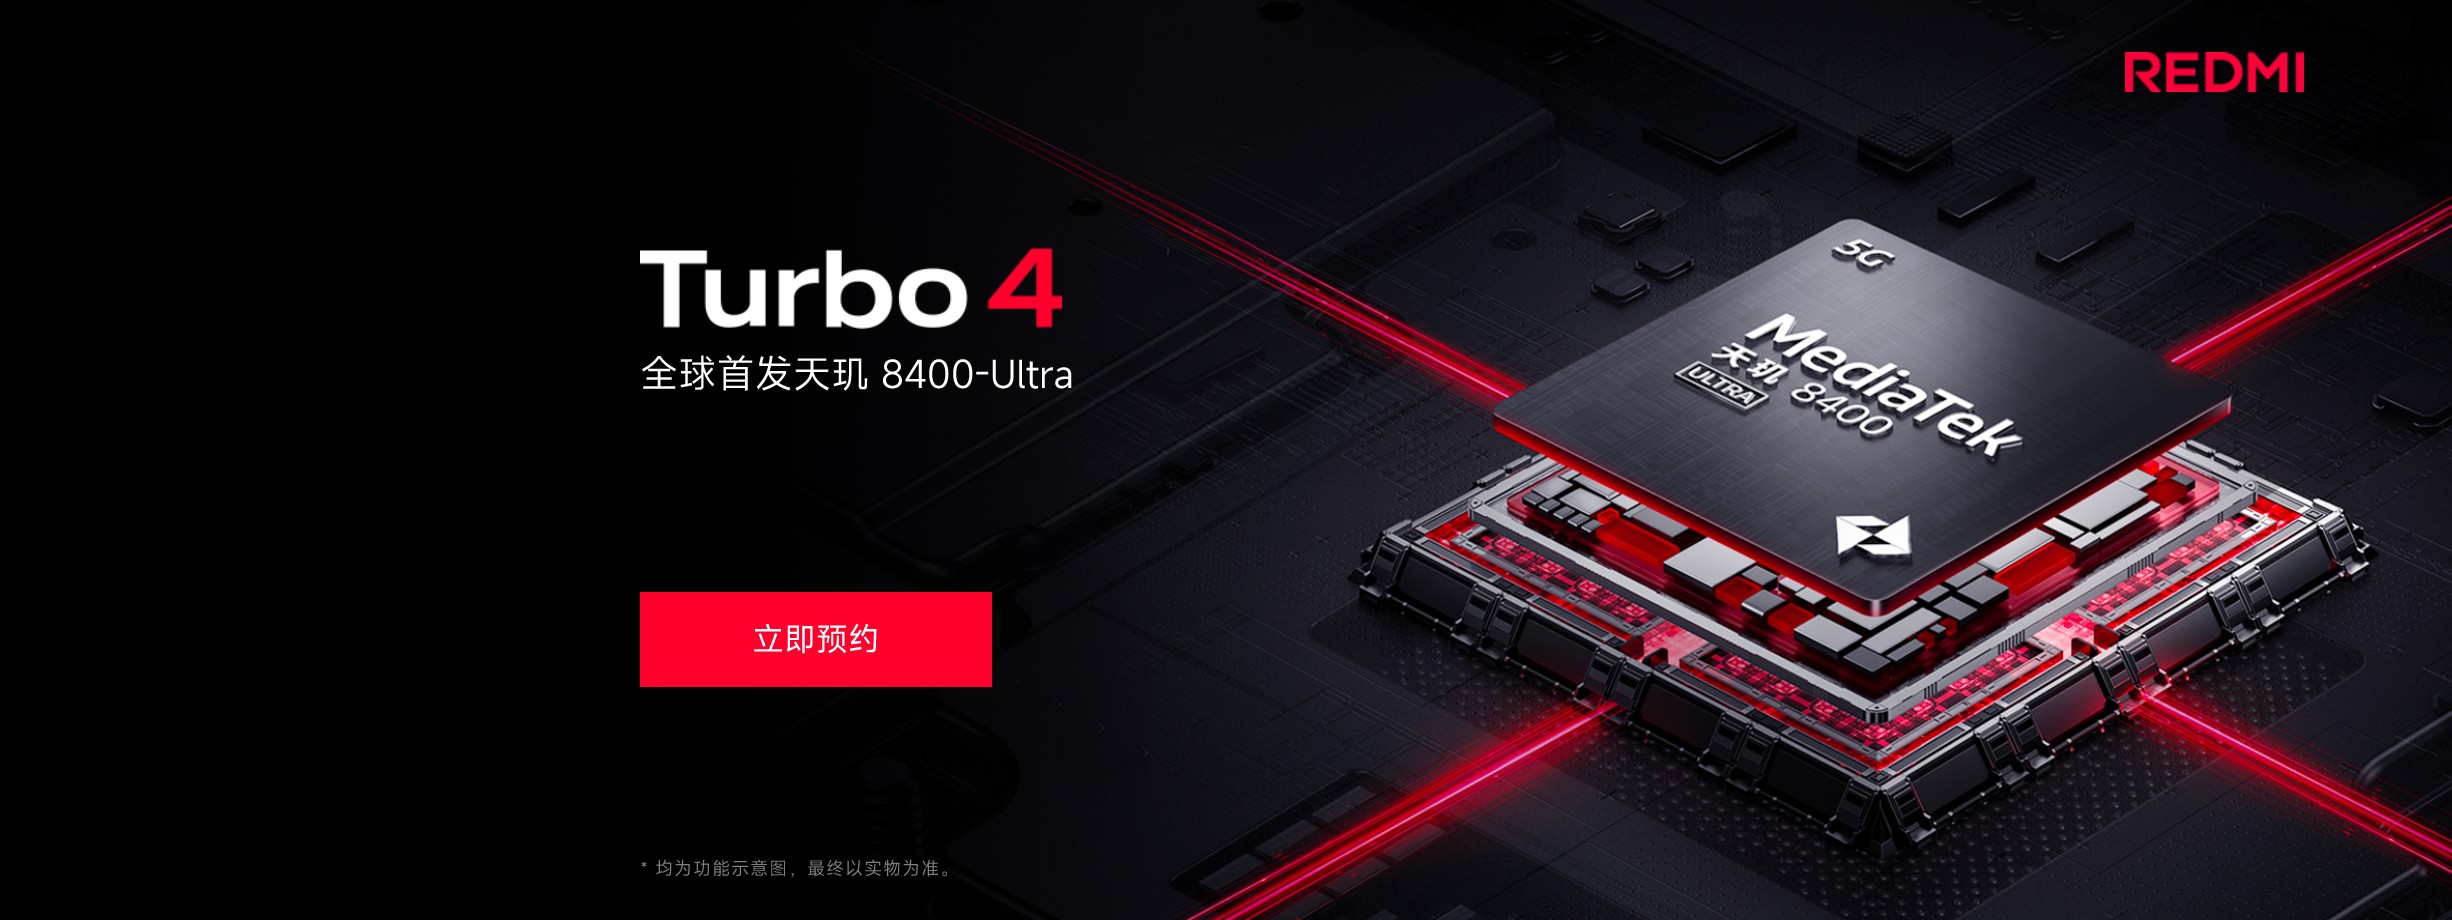 REDMI
Turbo 4
全球首发天玑 8400-Ultra
5G
MediaTek
天玑 8400
ULTRA
立即预约
* 均为功能示意图，最终以实物为准。